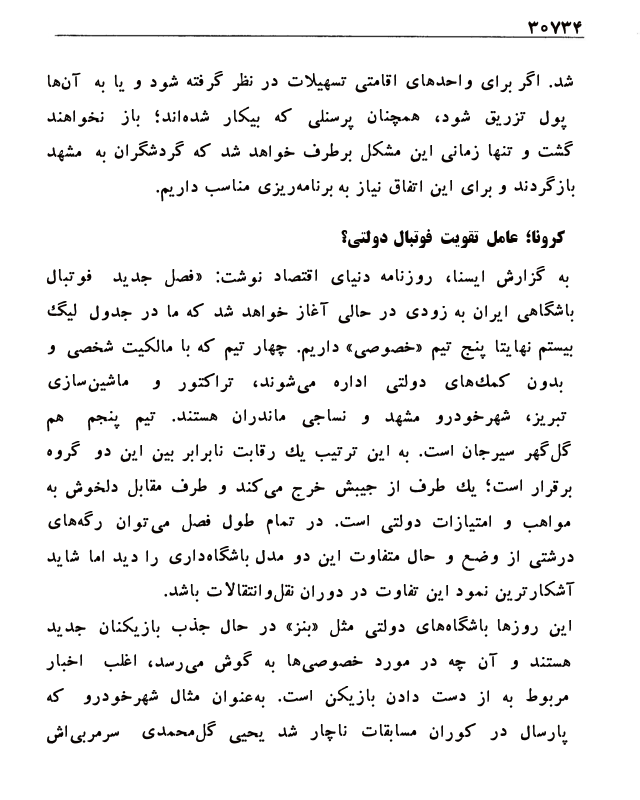 ۳۰۷۳۴
شد. اگر برای واحدهای اقامتی تسهیلات در نظر گرفته شود و یا به آن‌ها
پول تزریق شود، همچنان پرسنلی که بیکار شده‌اند؛ باز نخواهند
گشت و تنها زمانی این مشکل برطرف خواهد شد که گردشگران به مشهد
بازگردند و برای این اتفاق نیاز به برنامه‌ریزی مناسب داریم.
کرونا؛ عامل تقویت فوتبال دولتی؟
به گزارش ایسنا، روزنامه دنیای اقتصاد نوشت: «فصل جدید فوتبال
باشگاهی ایران به زودی در حالی آغاز خواهد شد که ما در جدول لیگ
بیستم نهایتا پنج تیم «خصوصی» داریم. چهار تیم که با مالکیت شخصی و
بدون کمك‌های دولتی اداره می‌شوند، تراکتور و ماشین‌سازی
تبریز، شهرخودرو مشهد و نساجی ماندران هستند. تیم پنجم هم
گل‌گهر سیرجان است. به این ترتیب يك رقابت نابرابر بین این دو گروه
برقرار است؛ يك طرف از جیبش خرج می‌کند و طرف مقابل دلخوش به
مواهب و امتیازات دولتی است. در تمام طول فصل می‌توان رگه‌های
درشتی از وضع و حال متفاوت این دو مدل باشگاه‌داری را دید اما شاید
آشکارترین نمود این تفاوت در دوران نقل‌وانتقالات باشد.
این روزها باشگاه‌های دولتی مثل «بنز» در حال جذب بازیکنان جدید
هستند و آن چه در مورد خصوصی‌ها به گوش می‌رسد، اغلب اخبار
مربوط به از دست دادن بازیکن است. به‌عنوان مثال شهرخودرو که
پارسال در کوران مسابقات ناچار شد یحیی گل‌محمدی سرمربی‌اش